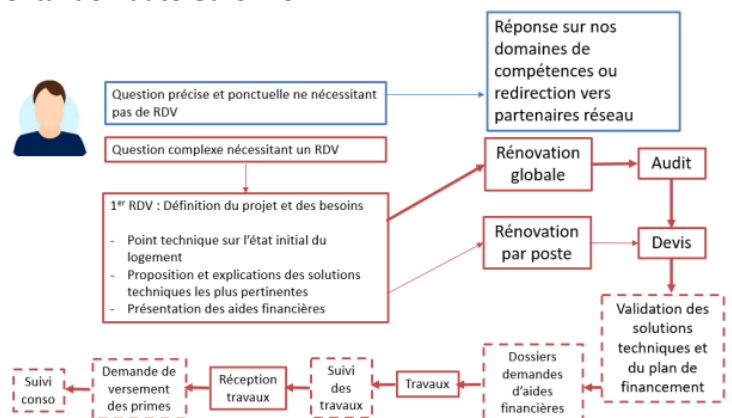 Question précise et ponctuelle ne nécessitant
pas de RDV
Réponse sur nos
domaines de
compétences ou
redirection vers
partenaires réseau
Question complexe nécessitant un RDV
1er RDV : Définition du projet et des besoins
- Point technique sur l'état initial du
logement
- Proposition et explications des solutions
techniques les plus pertinentes
- Présentation des aides financières
Rénovation
globale
Audit
Rénovation
par poste
Devis
Validation des
solutions
techniques et
du plan de
financement
Dossiers
demandes
d'aides
financières
Travaux
Suivi
des
travaux
Réception
travaux
Demande de
versement
des primes
Suivi
conso